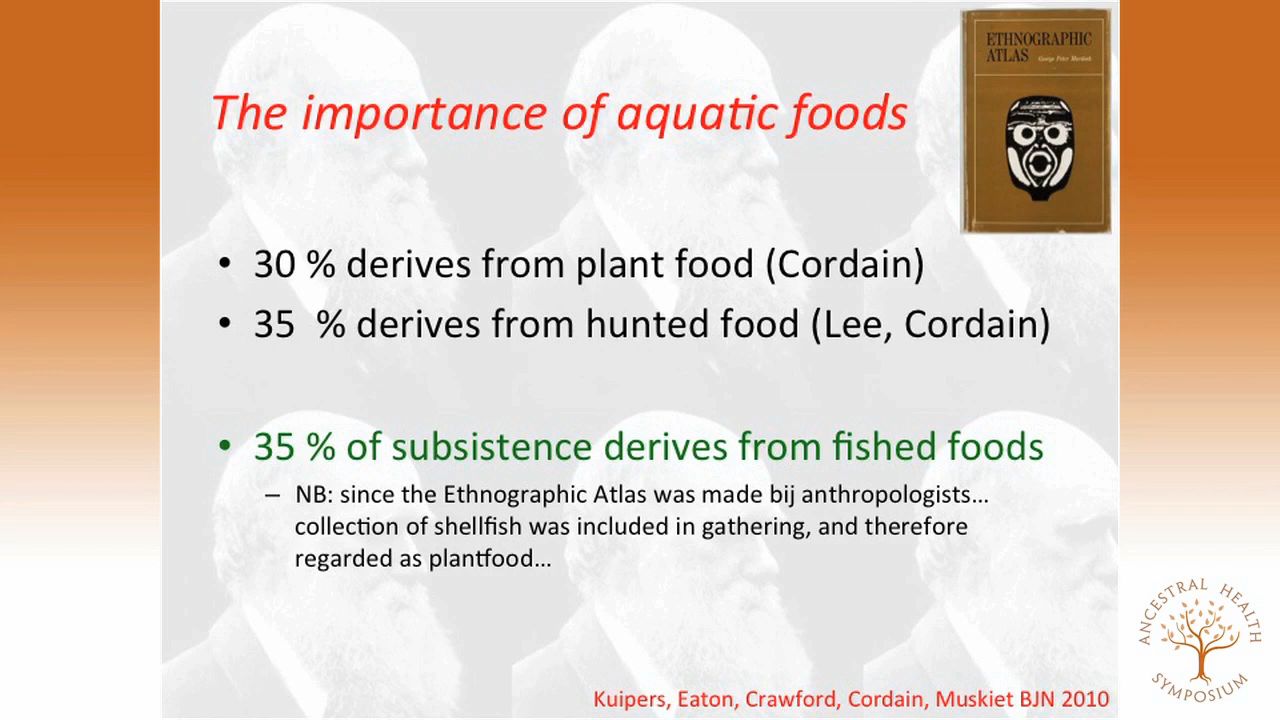 ETHNOGRAPHIC
ATLAS George Peter Murdock
The importance of aquatic foods
• 30 % derives from plant food (Cordain)
• 35 % derives from hunted food (Lee, Cordain)
• 35 % of subsistence derives from fished foods
– NB: since the Ethnographic Atlas was made bij anthropologists…
collection of shellfish was included in gathering, and therefore
regarded as plantfood…
Kuipers, Eaton, Crawford, Cordain, Muskiet BJN 2010
ANCESTRAL HEALTH
SYMPOSIUM